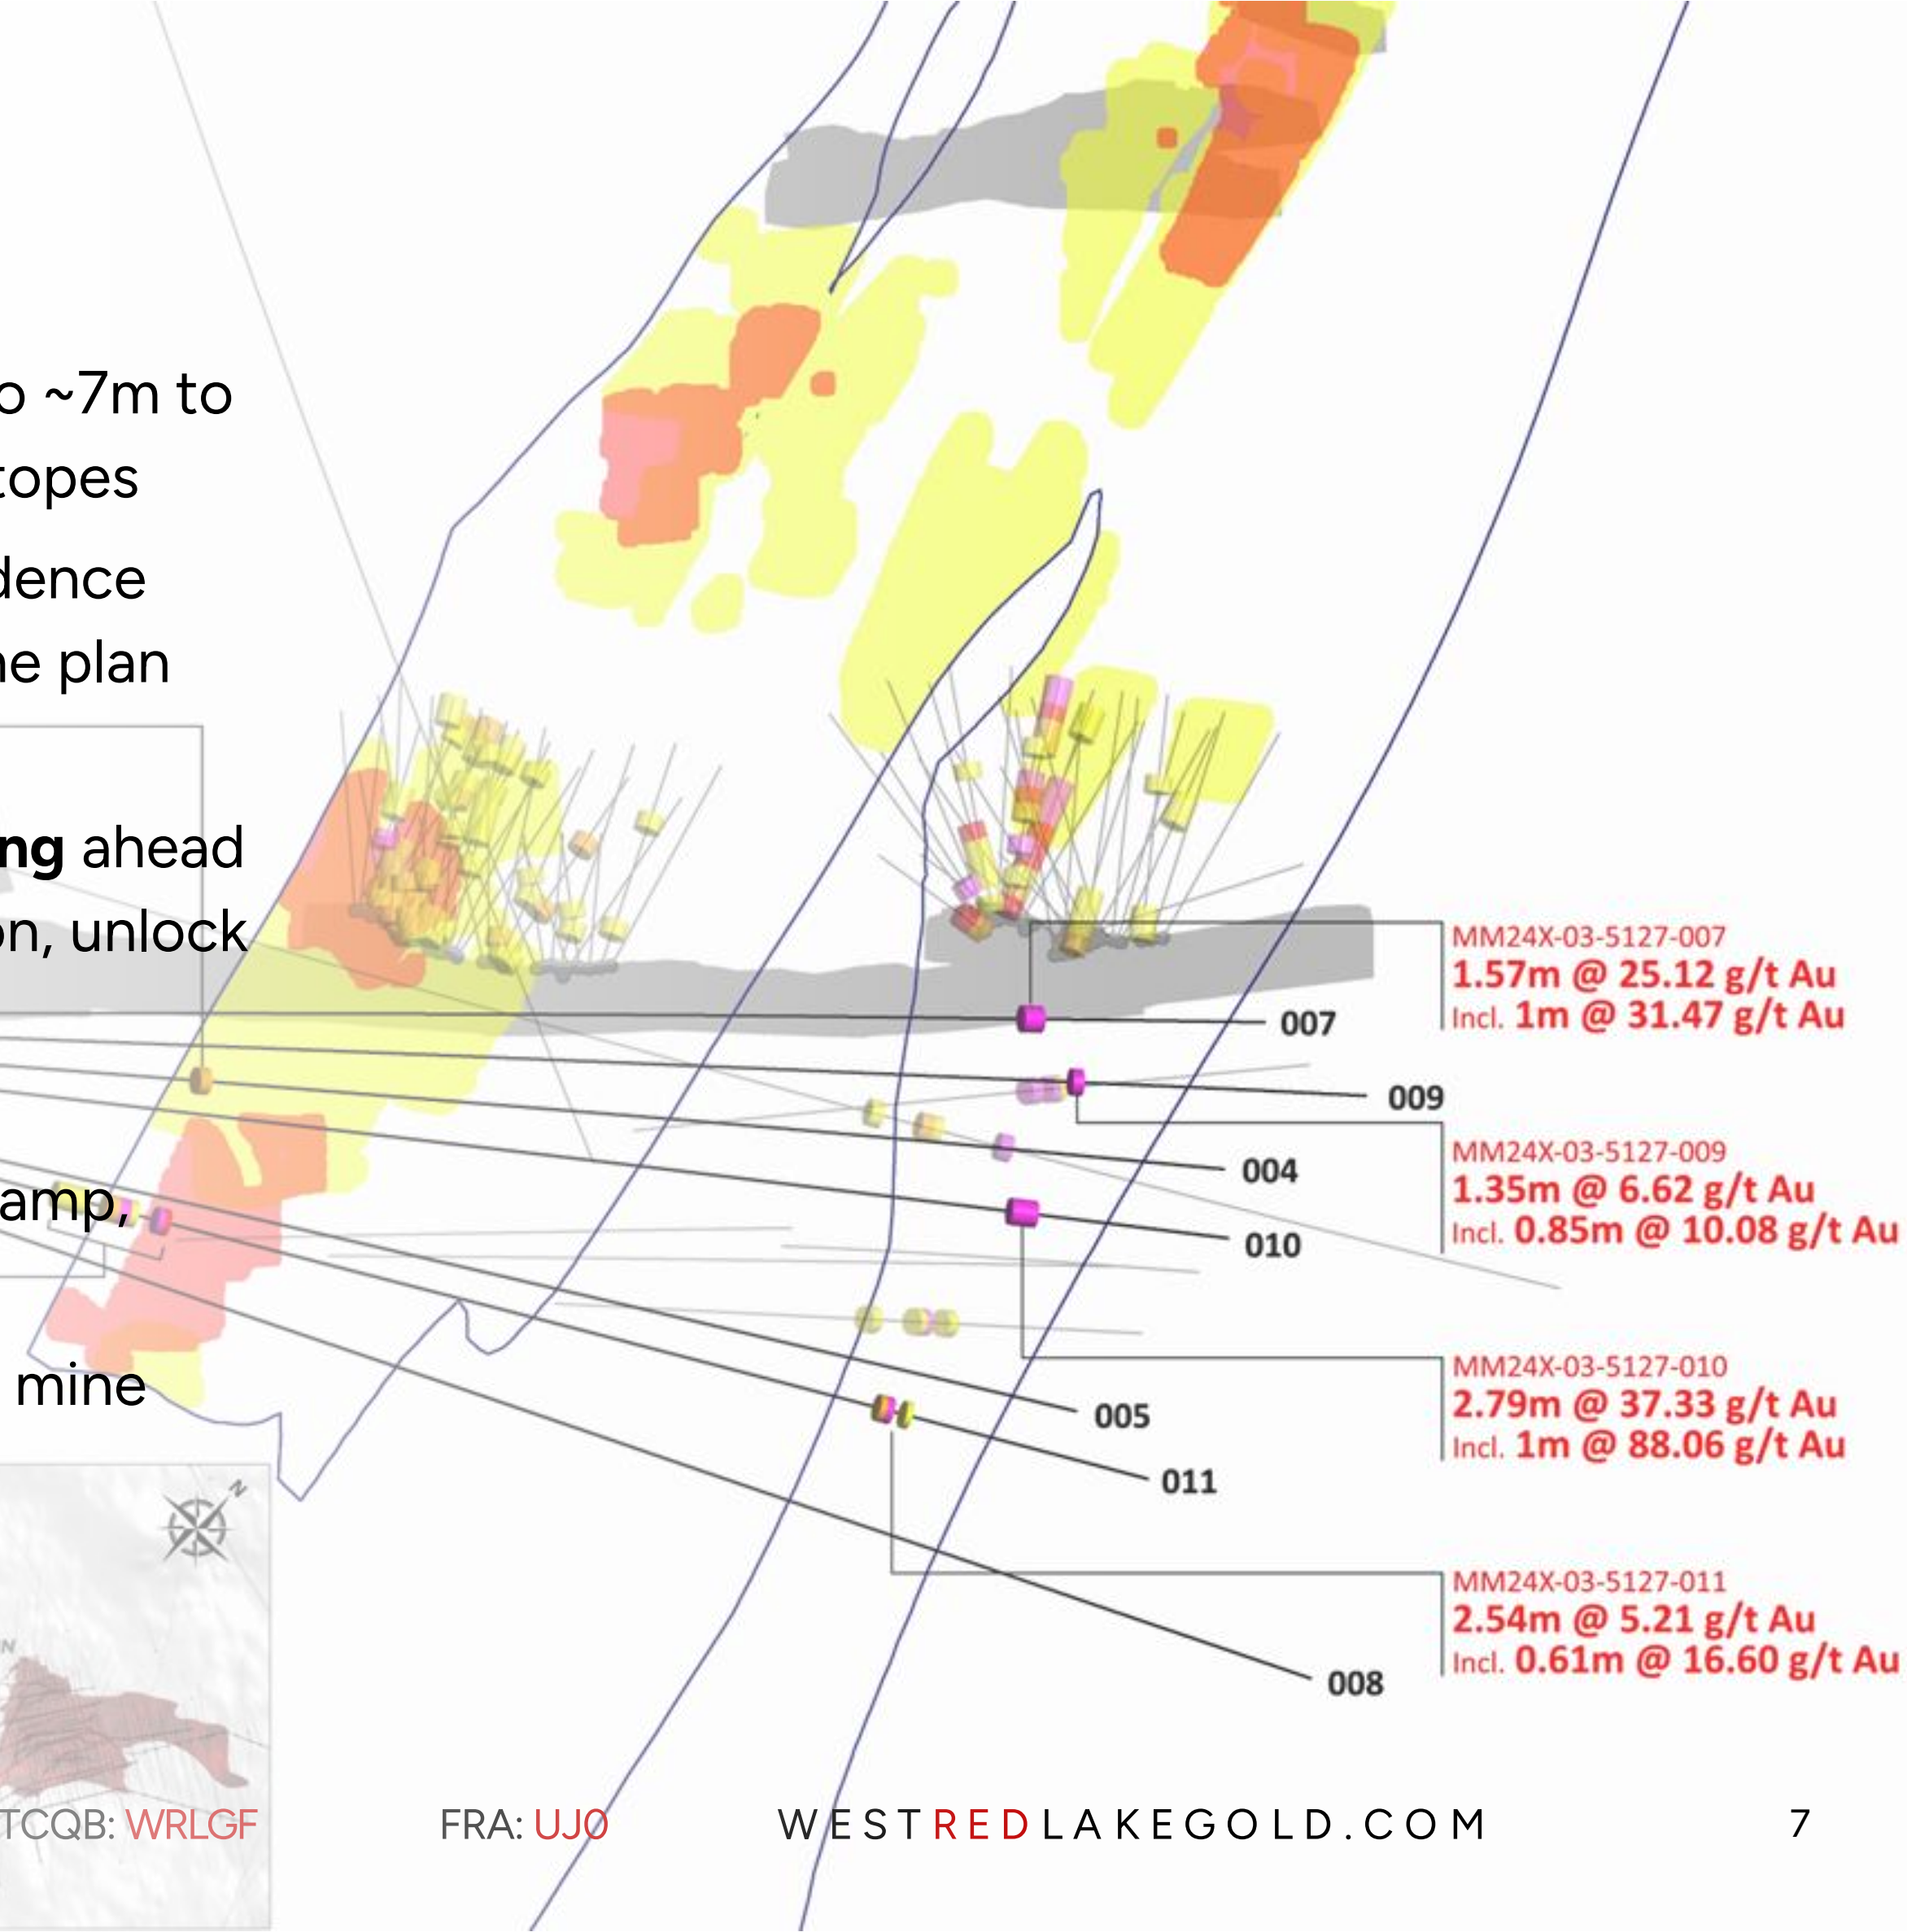 o ~7m to
topes
dence
ne plan
ng ahead
on, unlock
amp,
mine
MM24X-03-5127-007
1.57m @ 25.12 g/t Au
Incl. 1m @ 31.47 g/t Au
007
009
MM24X-03-5127-009
1.35m @ 6.62 g/t Au
Incl. 0.85m @ 10.08 g/t Au
004
010
MM24X-03-5127-010
2.79m @ 37.33 g/t Au
Incl. 1m @ 88.06 g/t Au
005
011
MM24X-03-5127-011
2.54m @ 5.21 g/t Au
Incl. 0.61m @ 16.60 g/t Au
008
N
N
TCQB: WRLGF
FRA: UJ0
WESTREDLAKEGOLD.COM
7